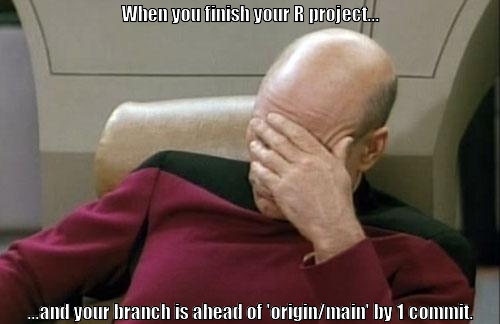 When you finish your R project...
...and your branch is ahead of 'origin/main' by 1 commit.